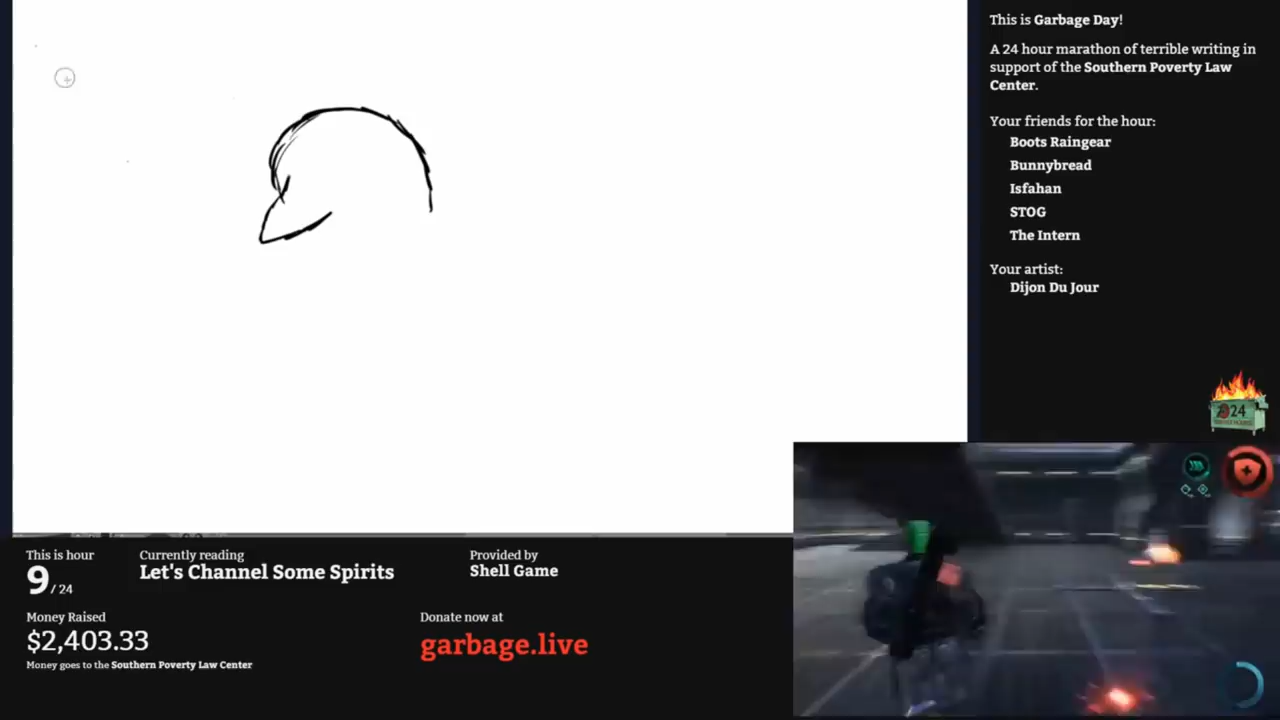 This is Garbage Day!
A 24 hour marathon of terrible writing in
support of the Southern Poverty Law
Center.
Your friends for the hour:
Boots Raingear
Bunnybread
Isfahan
STOG
The Intern
Your artist:
Dijon Du Jour
This is hour
9 / 24
Currently reading
Let's Channel Some Spirits
Provided by
Shell Game
Money Raised
$2,403.33
Money goes to the Southern Poverty Law Center
Donate now at
garbage.live